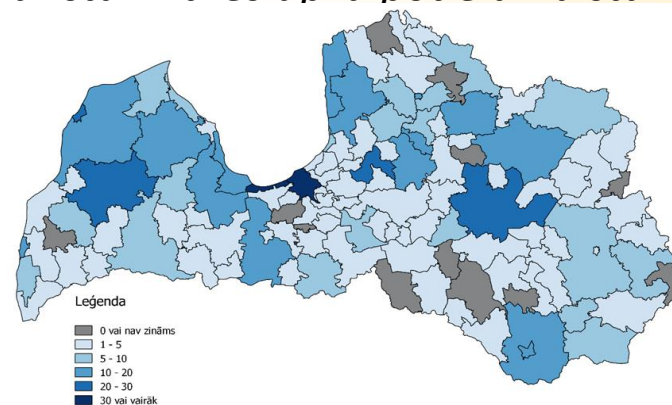 Leģenda
0 vai nav zināms
1 - 5
5 - 10
10 - 20
20 - 30
30 vai vairāk